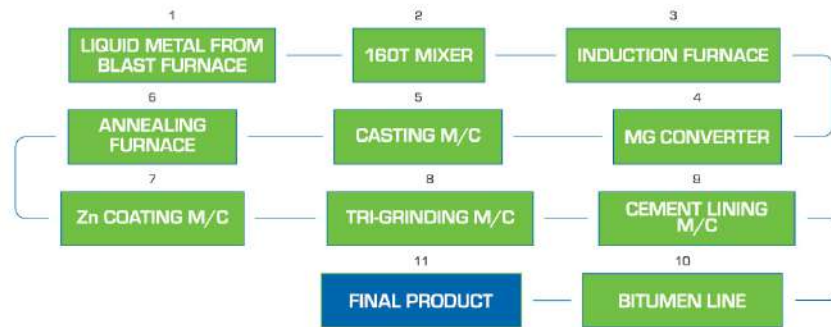 1
LIQUID METAL FROM
BLAST FURNACE
2
160T MIXER
3
INDUCTION FURNACE
4
MG CONVERTER
5
CASTING M/C
6
ANNEALING
FURNACE
7
Zn COATING M/C
8
TRI-GRINDING M/C
9
CEMENT LINING
M/C
10
BITUMEN LINE
11
FINAL PRODUCT